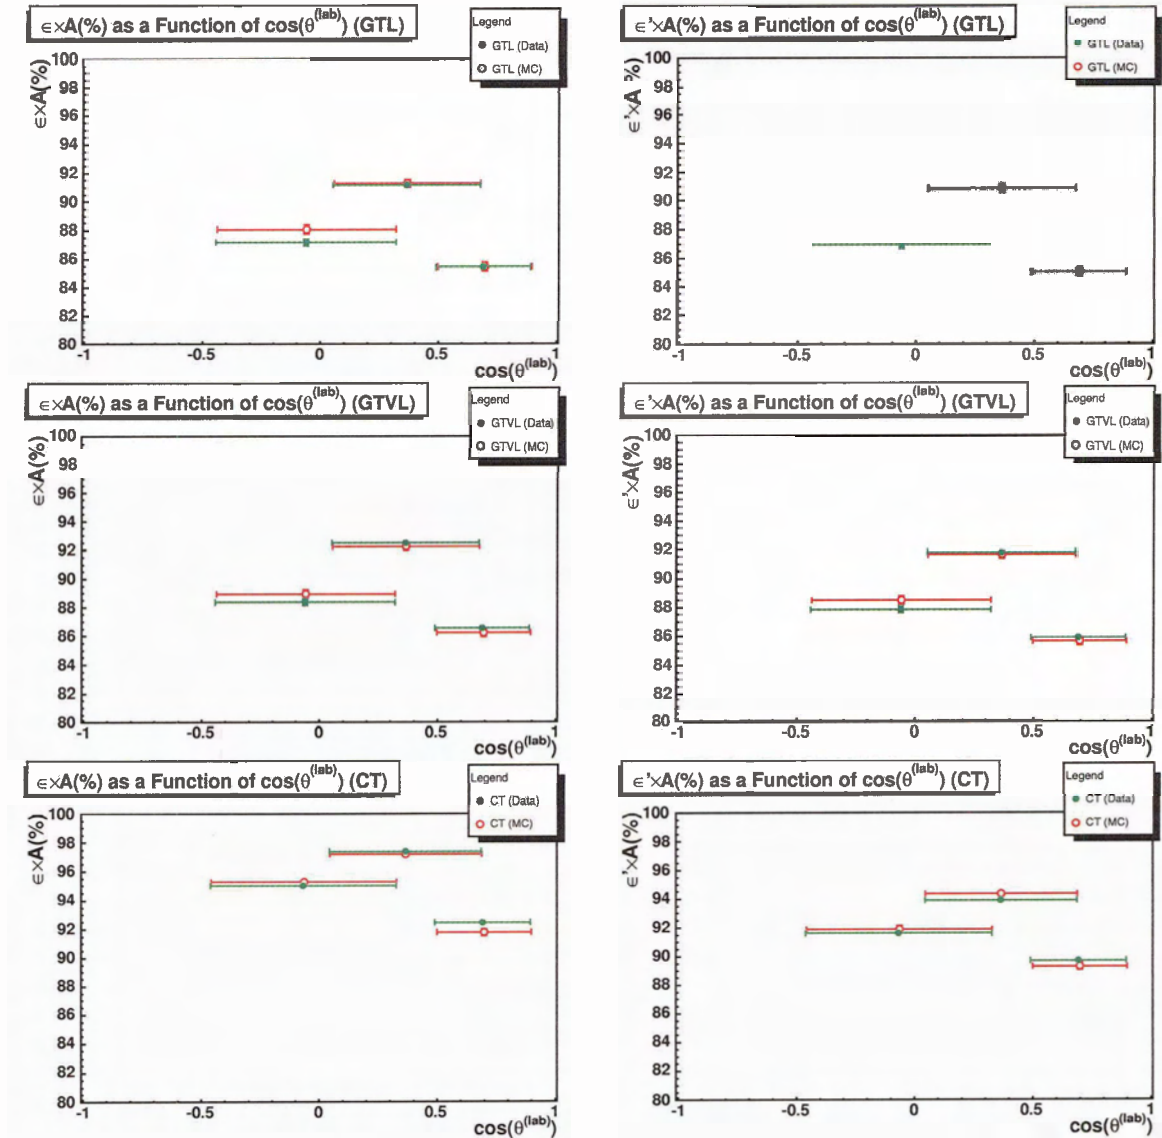 ∈×A(%) as a Function of cos(θ^(lab)) (GTL)
Legend
GTL (Data)
GTL (MC)
∈×A(%)
100
98
96
94
92
90
88
86
84
82
80
-1 -0.5 0 0.5 1
cos(θ^(lab))
∈'×A(%) as a Function of cos(θ^(lab)) (GTL)
Legend
GTL (Data)
GTL (MC)
∈'×A %)
100
98
96
94
92
90
88
86
84
82
80
-1 -0.5 0 0.5 1
cos(θ^(lab))
∈×A(%) as a Function of cos(θ^(lab)) (GTVL)
Legend
GTVL (Data)
GTVL (MC)
∈×A(%)
100
98
96
94
92
90
88
86
84
82
80
-1 -0.5 0 0.5 1
cos(θ^(lab))
∈'×A(%) as a Function of cos(θ^(lab)) (GTVL)
Legend
GTVL (Data)
GTVL (MC)
∈'×A(%)
100
98
96
94
92
90
88
86
84
82
80
-1 -0.5 0 0.5 1
cos(θ^(lab))
∈×A(%) as a Function of cos(θ^(lab)) (CT)
Legend
CT (Data)
CT (MC)
∈×A(%)
100
98
96
94
92
90
88
86
84
82
80
-1 -0.5 0 0.5 1
cos(θ^(lab))
∈'×A(%) as a Function of cos(θ^(lab)) (CT)
Legend
CT (Data)
CT (MC)
∈'×A(%)
100
98
96
94
92
90
88
86
84
82
80
-1 -0.5 0 0.5 1
cos(θ^(lab))